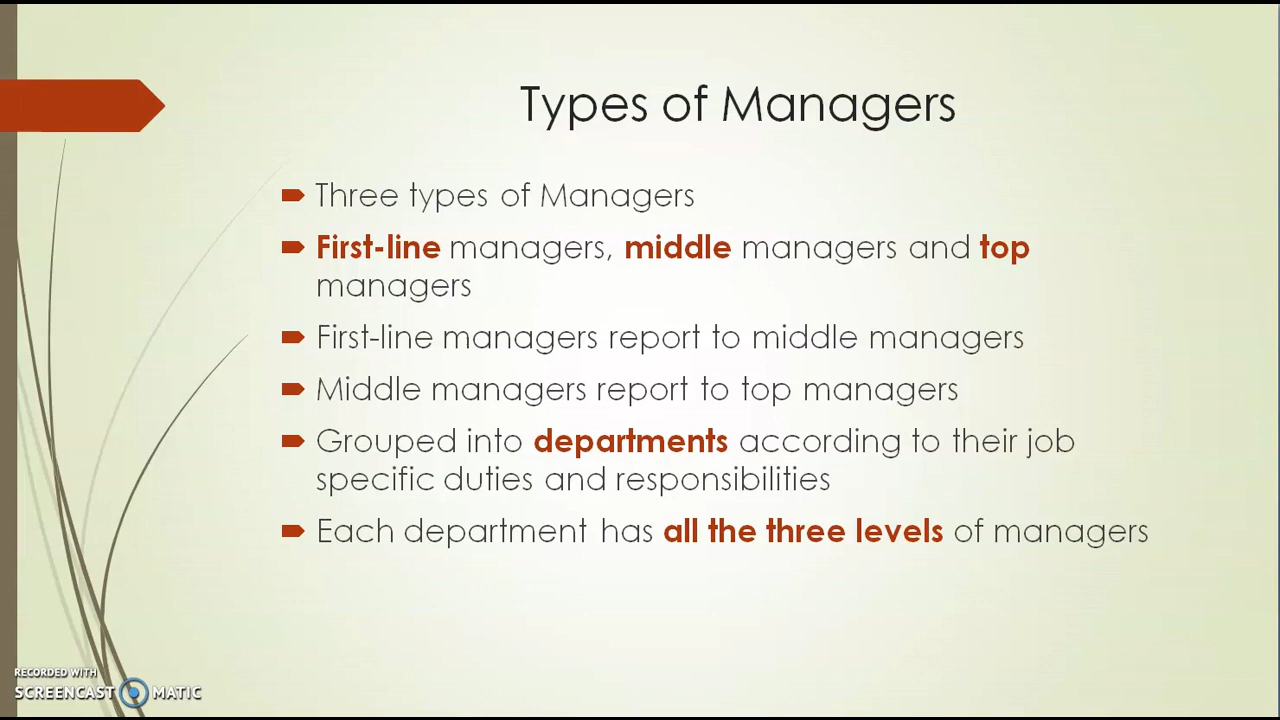 Types of Managers
Three types of Managers
First-line managers, middle managers and top
managers
First-line managers report to middle managers
Middle managers report to top managers
Grouped into departments according to their job
specific duties and responsibilities
Each department has all the three levels of managers
RECORDED WITH
SCREENCAST MATIC